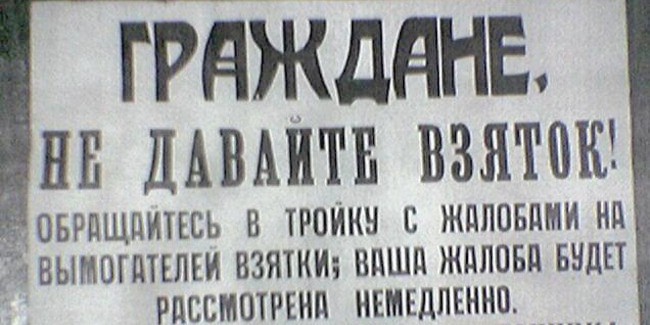 ГРАЖДАНЕ,
НЕ ДАВАЙТЕ ВЗЯТОК!
ОБРАЩАЙТЕСЬ В ТРОЙКУ С ЖАЛОБАМИ НА
ВЫМОГАТЕЛЕЙ ВЗЯТКИ; ВАША ЖАЛОБА БУДЕТ
РАССМОТРЕНА НЕМЕДЛЕННО.